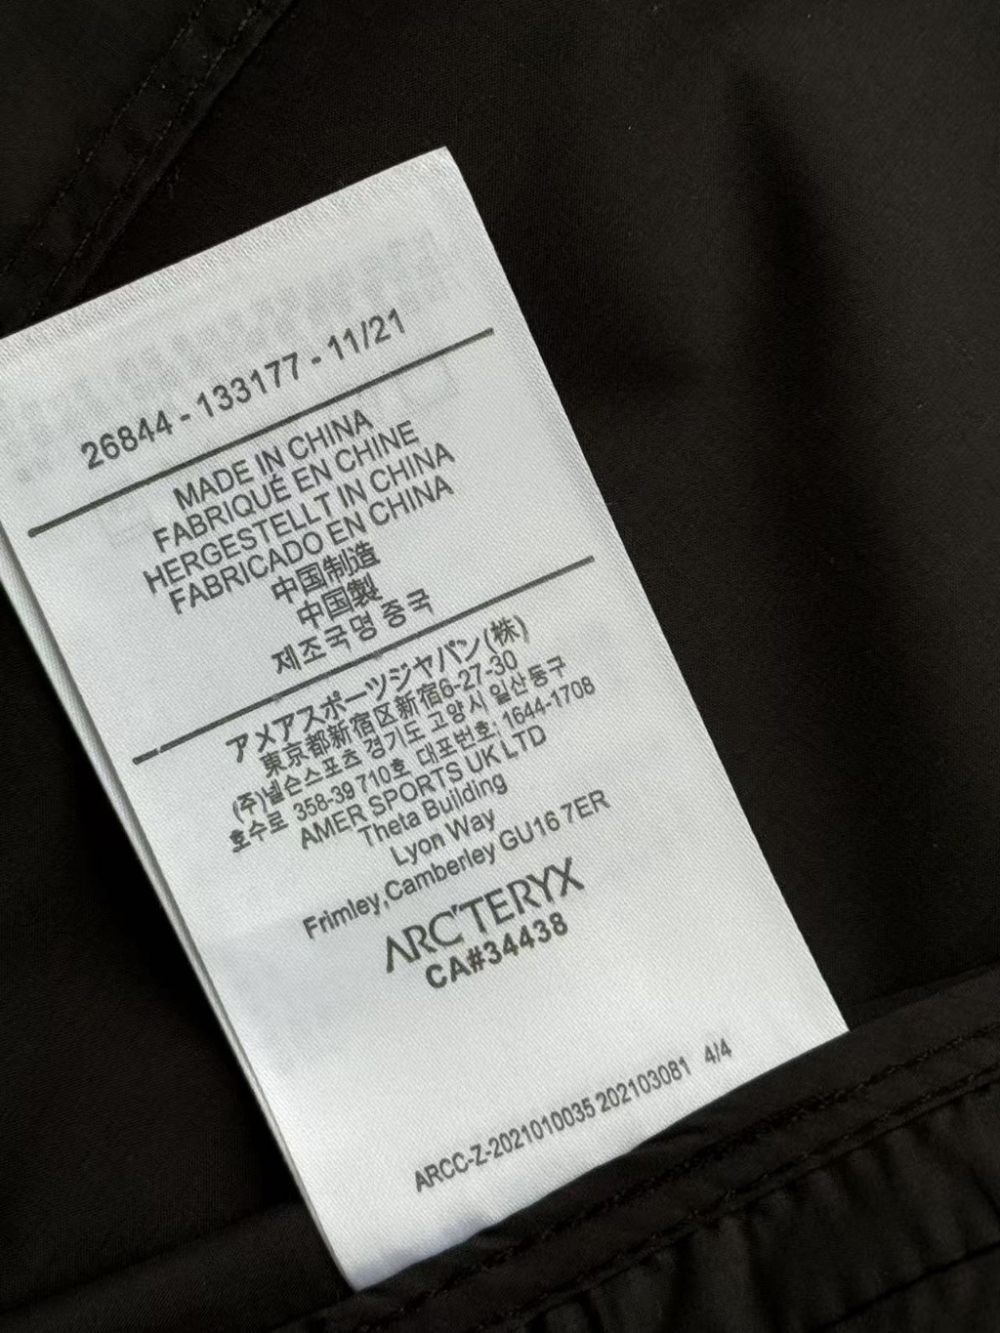 26844 - 133177 - 11/21
MADE IN CHINA
FABRIQUÉ EN CHINE
HERGESTELLT IN CHINA
FABRICADO EN CHINA
中国制造
中国製
제조국명 중국
アメアスポーツジャパン(株)
東京都新宿区新宿6-27-30
(주)넬슨스포츠 경기도 고양시 일산동구
호수로 358-39 710호 대포번호: 1644-1708
AMER SPORTS UK LTD
Theta Building
Lyon Way
Frimley,Camberley GU16 7ER
ARC'TERYX
CA#34438
ARCC-Z-2021010035 202103081 4/4